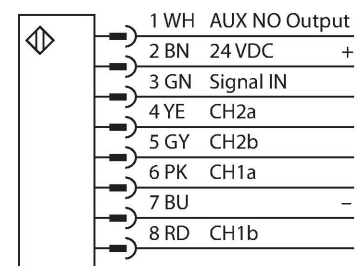 1 WH AUX NO Output
2 BN 24 VDC +
3 GN Signal IN
4 YE CH2a
5 GY CH2b
6 PK CH1a
7 BU –
8 RD CH1b